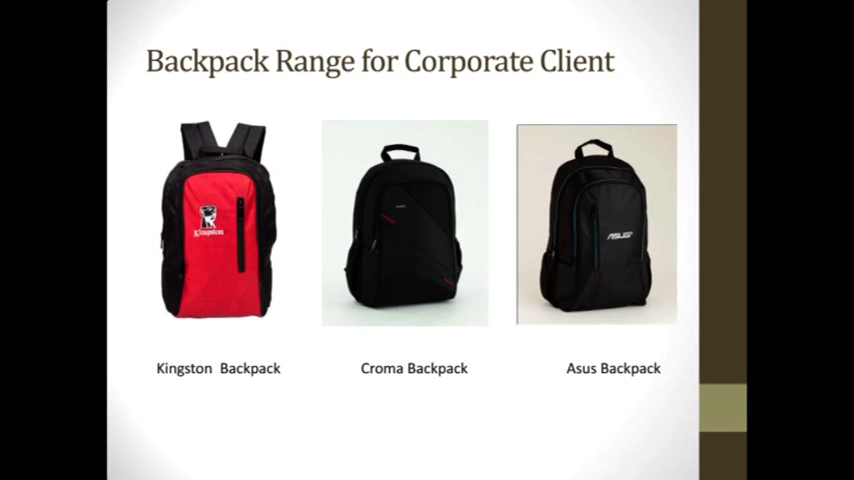 Backpack Range for Corporate Client
Kingston
ASUS
Kingston  Backpack
Croma Backpack
Asus Backpack